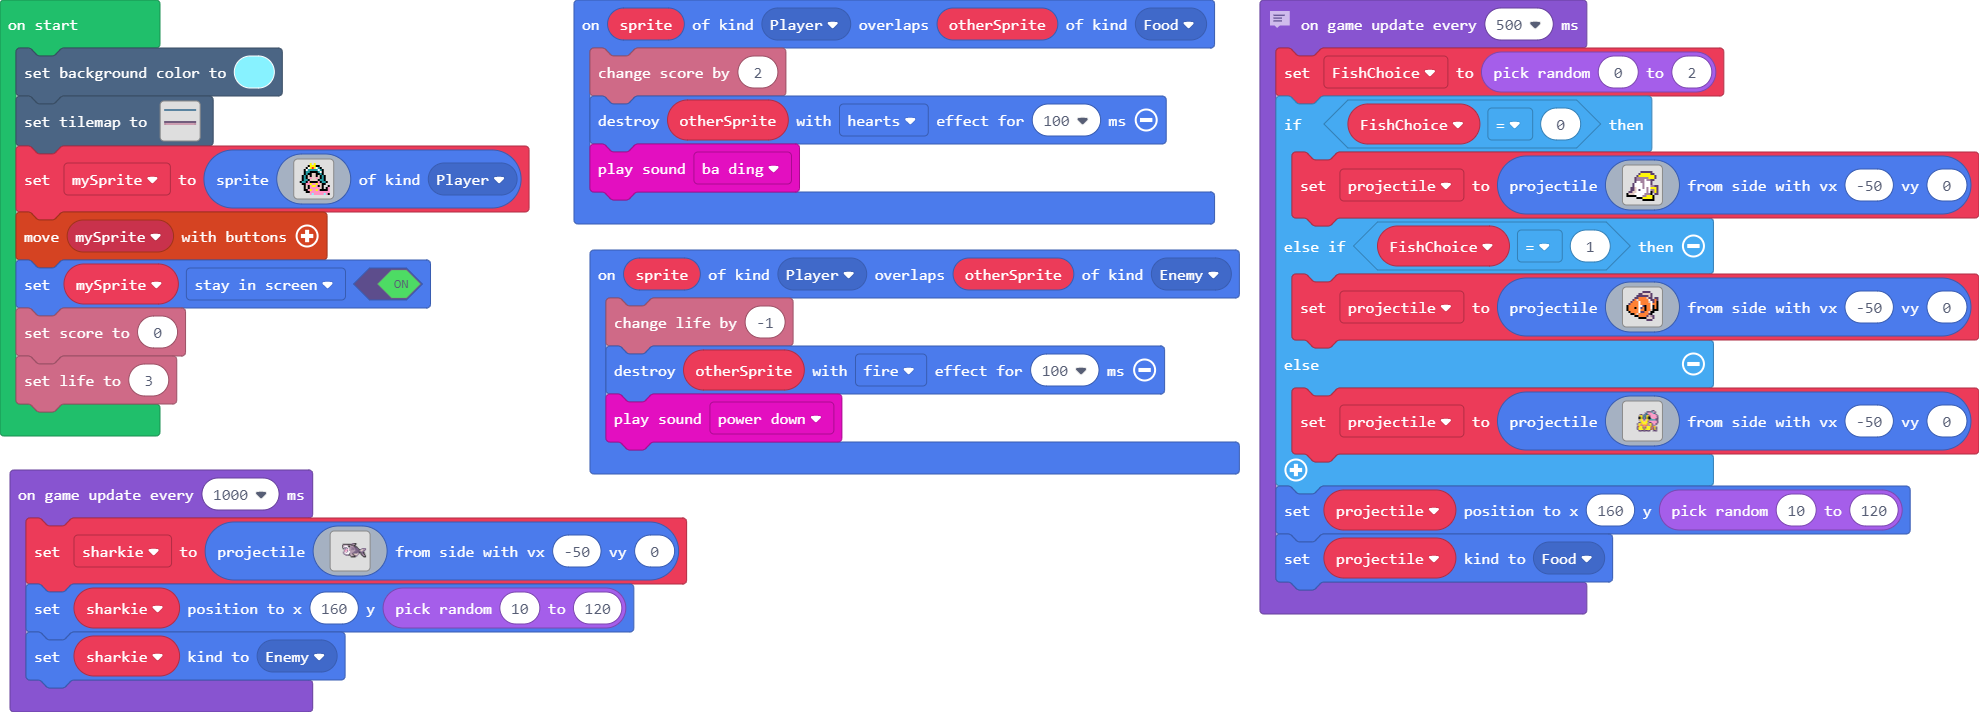 on start
set background color to
set tilemap to
set mySprite to sprite of kind Player
move mySprite with buttons
set mySprite stay in screen ON
set score to 0
set life to 3
on game update every 1000 ms
set sharkie to projectile from side with vx -50 vy 0
set sharkie position to x 160 y pick random 10 to 120
set sharkie kind to Enemy
on sprite of kind Player overlaps otherSprite of kind Food
change score by 2
destroy otherSprite with hearts effect for 100 ms
play sound ba ding
on sprite of kind Player overlaps otherSprite of kind Enemy
change life by -1
destroy otherSprite with fire effect for 100 ms
play sound power down
on game update every 500 ms
set FishChoice to pick random 0 to 2
if FishChoice = 0 then
set projectile to projectile from side with vx -50 vy 0
else if FishChoice = 1 then
set projectile to projectile from side with vx -50 vy 0
else
set projectile to projectile from side with vx -50 vy 0
set projectile position to x 160 y pick random 10 to 120
set projectile kind to Food